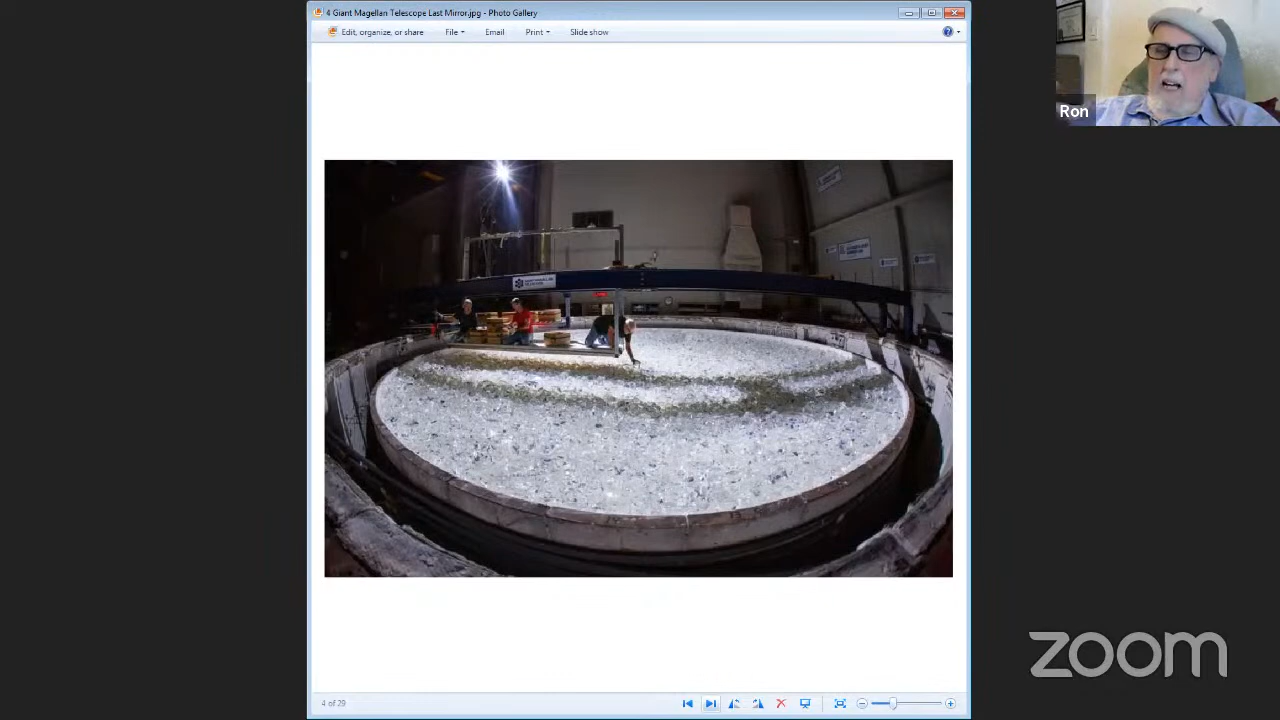 4 Giant Magellan Telescope Last Mirror.jpg - Photo Gallery
Edit, organize, or share
File
Email
Print
Slide show
Ron
4 of 29
zoom